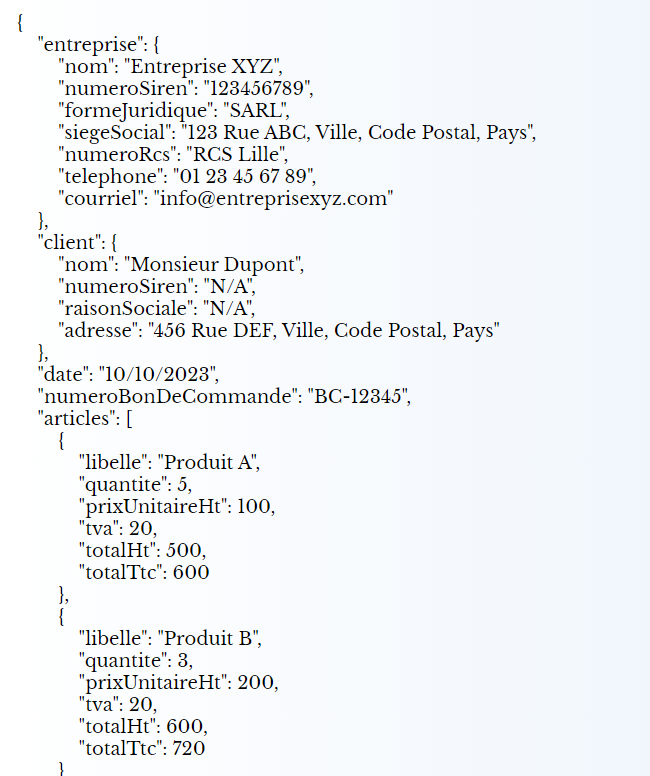 {
"entreprise": {
"nom": "Entreprise XYZ",
"numeroSiren": "123456789",
"formeJuridique": "SARL",
"siegeSocial": "123 Rue ABC, Ville, Code Postal, Pays",
"numeroRcs": "RCS Lille",
"telephone": "01 23 45 67 89",
"courriel": "info@entreprisexyz.com"
},
"client": {
"nom": "Monsieur Dupont",
"numeroSiren": "N/A",
"raisonSociale": "N/A",
"adresse": "456 Rue DEF, Ville, Code Postal, Pays"
},
"date": "10/10/2023",
"numeroBonDeCommande": "BC-12345",
"articles": [
{
"libelle": "Produit A",
"quantite": 5,
"prixUnitaireHt": 100,
"tva": 20,
"totalHt": 500,
"totalTtc": 600
},
{
"libelle": "Produit B",
"quantite": 3,
"prixUnitaireHt": 200,
"tva": 20,
"totalHt": 600,
"totalTtc": 720
}